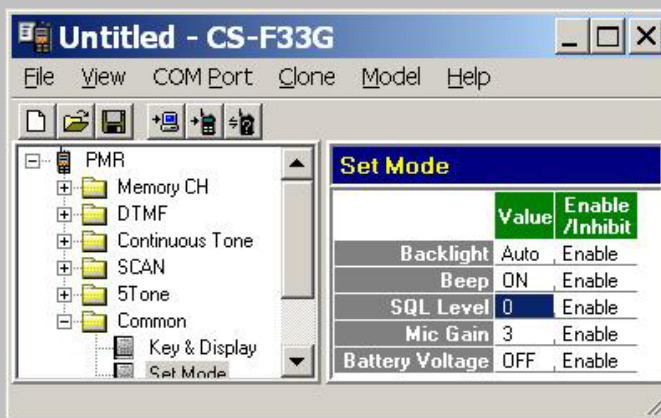 Untitled - CS-F33G
File View COM Port Clone Model Help
PMR
Memory CH
DTMF
Continuous Tone
SCAN
5Tone
Common
Key & Display
Set Mode
Set Mode
Value Enable /Inhibit
Backlight Auto Enable
Beep ON Enable
SQL Level 0 Enable
Mic Gain 3 Enable
Battery Voltage OFF Enable